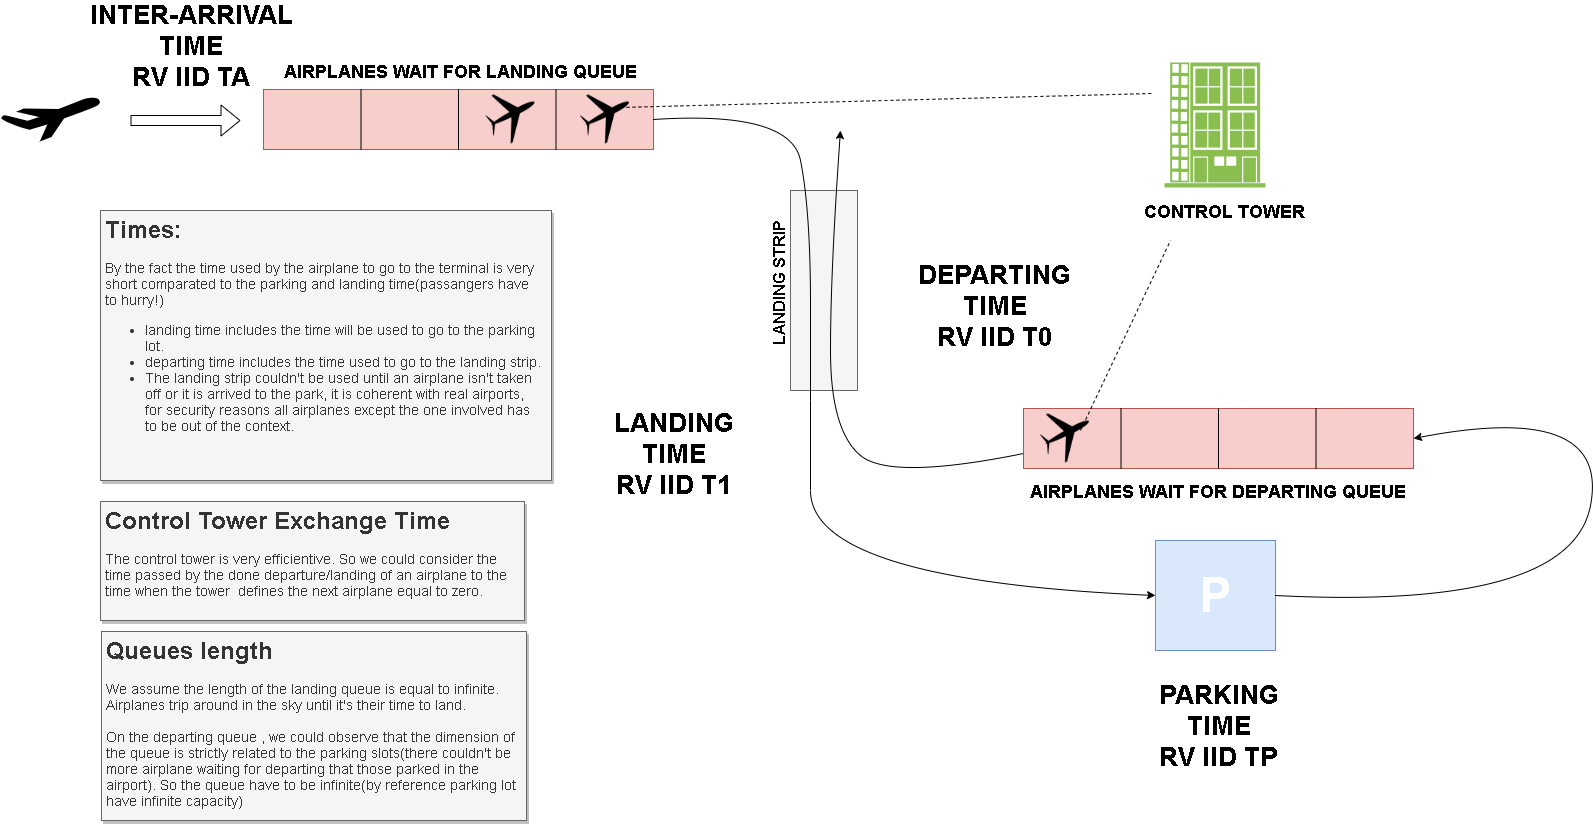 INTER-ARRIVAL
TIME
RV IID TA
AIRPLANES WAIT FOR LANDING QUEUE
CONTROL TOWER
Times:
By the fact the time used by the airplane to go to the terminal is very
short comparated to the parking and landing time(passangers have
to hurry!)
landing time includes the time will be used to go to the parking
lot.
departing time includes the time used to go to the landing strip.
The landing strip couldn't be used until an airplane isn't taken
off or it is arrived to the park, it is coherent with real airports,
for security reasons all airplanes except the one involved has
to be out of the context.
LANDING STRIP
DEPARTING
TIME
RV IID T0
LANDING
TIME
RV IID T1
AIRPLANES WAIT FOR DEPARTING QUEUE
Control Tower Exchange Time
The control tower is very efficientive. So we could consider the
time passed by the done departure/landing of an airplane to the
time when the tower  defines the next airplane equal to zero.
P
Queues length
We assume the length of the landing queue is equal to infinite.
Airplanes trip around in the sky until it's their time to land.
On the departing queue , we could observe that the dimension of
the queue is strictly related to the parking slots(there couldn't be
more airplane waiting for departing that those parked in the
airport). So the queue have to be infinite(by reference parking lot
have infinite capacity)
PARKING
TIME
RV IID TP